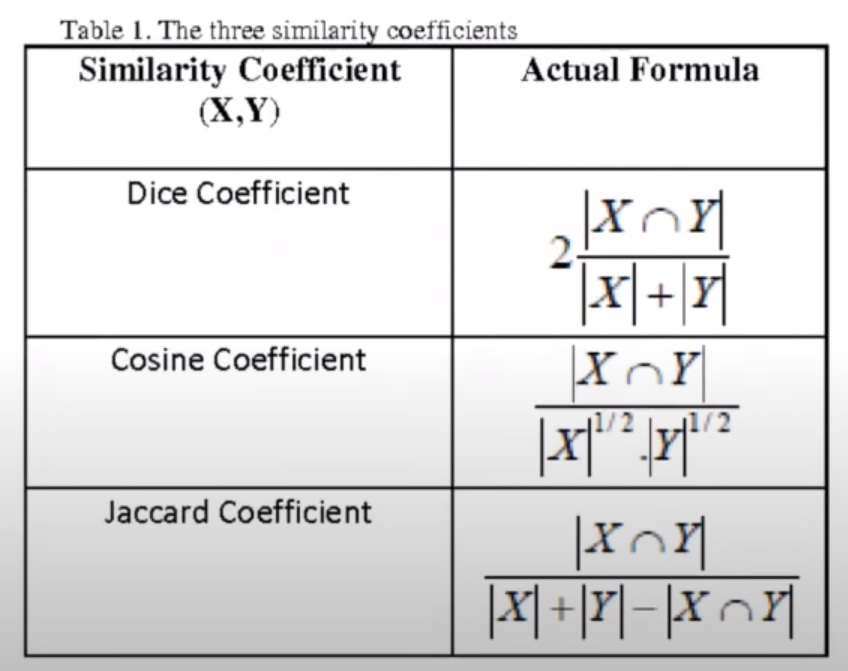 Table 1. The three similarity coefficients
Similarity Coefficient
(X,Y)
Actual Formula
Dice Coefficient
2 |X ∩ Y| / |X| + |Y|
Cosine Coefficient
|X ∩ Y| / |X|^1/2 . |Y|^1/2
Jaccard Coefficient
|X ∩ Y| / |X| + |Y| − |X ∩ Y|